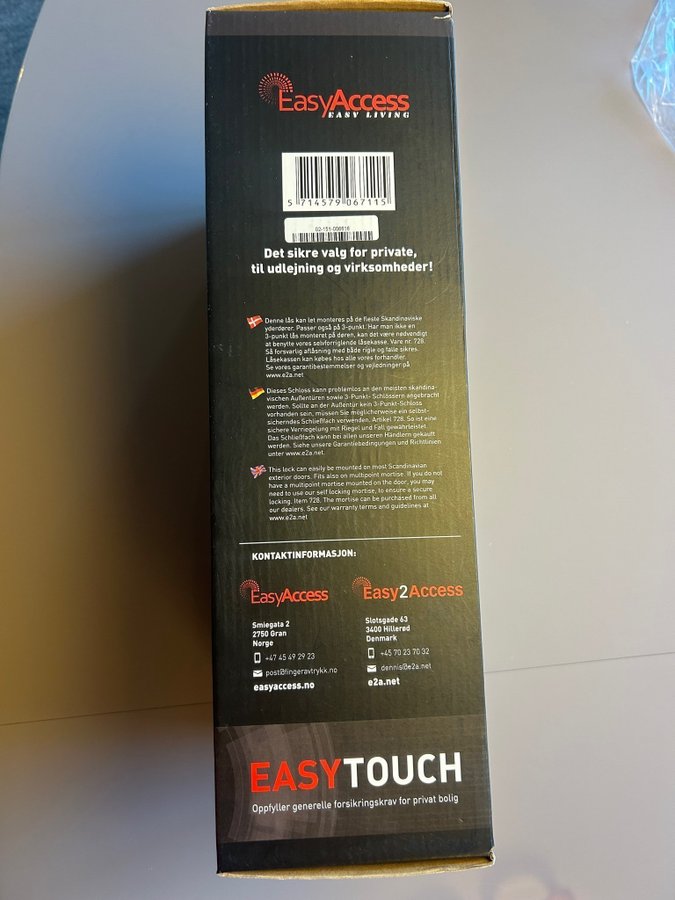 EasyAccess
EASY LIVING
5 714579 067115
Det sikre valg for private,
til udlejning og virksomheder!
Denne lås kan let monteres på de fleste Skandinaviske
yderdører. Passer også på 3-punkt. Har man ikke en
3-punkt lås monteret på døren, kan det være nødvendigt
at benytte vores selvforriglende låsekasse. Vare nr. 728.
Så forsvarlig aflåsning med både rigle og falle sikres.
Låsekassen kan købes hos alle vores forhandler.
Se vores garantibestemmelser og vejledninger på
www.e2a.net
Dieses Schloss kann problemlos an den meisten skandina-
vischen Außentüren sowie 3-Punkt- Schlössern angebracht
werden. Sollte an der Außentür kein 3-Punkt-Schloss
vorhanden sein, müssen Sie möglicherweise ein selbst-
sicherndes Schließfach verwenden. Artikel 728. So ist eine
sichere Verriegelung mit Riegel und Fall gewährleistet.
Das Schließfach kann bei allen unseren Händlern gekauft
werden. Siehe unsere Garantiebedingungen und Richtlinien
unter www.e2a.net.
This lock can easily be mounted on most Scandinavian
exterior doors. Fits also on multipoint mortise. If you do not
have a multipoint mortise mounted on the door, you may
need to use our self locking mortise, to ensure a secure
locking. Item 728. The mortise can be purchased from all
our dealers. See our warranty terms and guidelines at
www.e2a.net
KONTAKTINFORMASJON:
EasyAccess
Smiegata 2
2750 Gran
Norge
+47 45 49 29 23
post@fingeravtrykk.no
easyaccess.no
Easy2Access
Slotsgade 63
3400 Hillerød
Denmark
+45 70 23 70 32
dennis@e2a.net
e2a.net
EASYTOUCH
Oppfyller generelle forsikringskrav for privat bolig